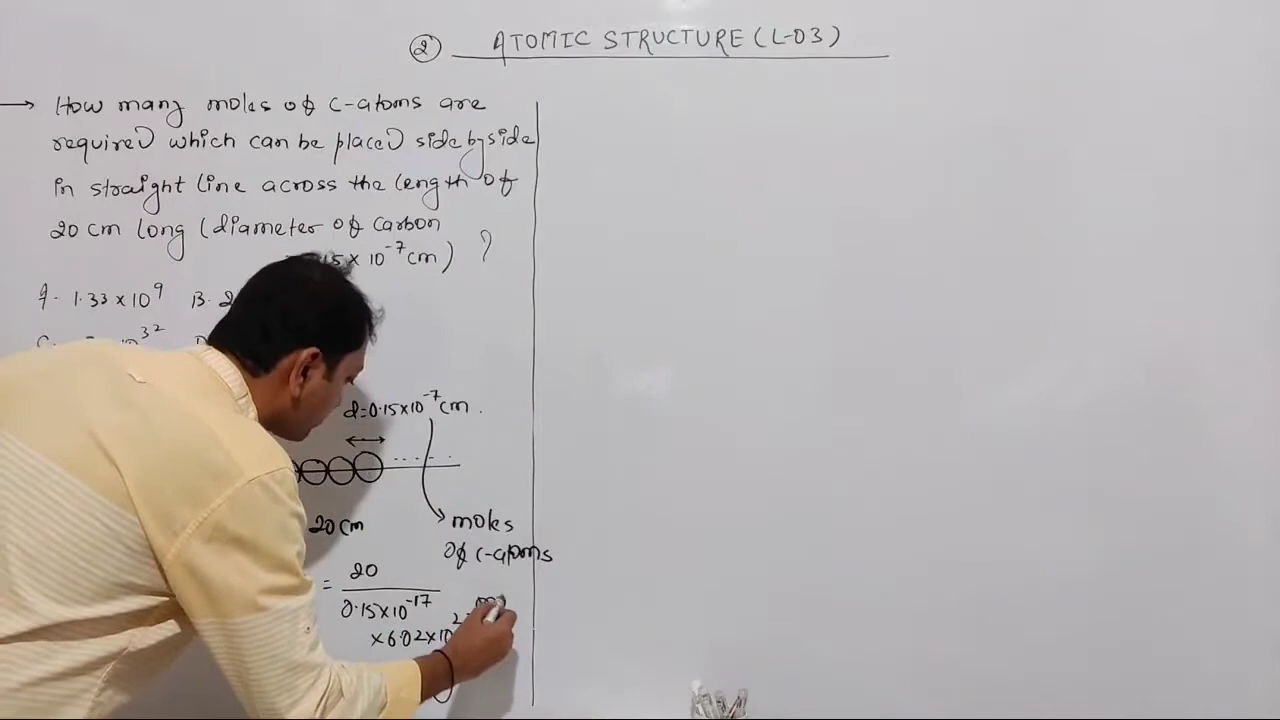 ② ATOMIC STRUCTURE (L-03)
→ How many moles of C-atoms are
required which can be placed side by side
in straight line across the length of
20 cm long (diameter of carbon
15 × 10⁻⁷ cm) ?
A. 1.33 × 10⁹ B. 2
C. 10³² D
d = 0.15 × 10⁻⁷ cm.
20 cm
moles
of C-atoms
= 20
0.15 × 10⁻¹⁷
× 6.02 × 10²